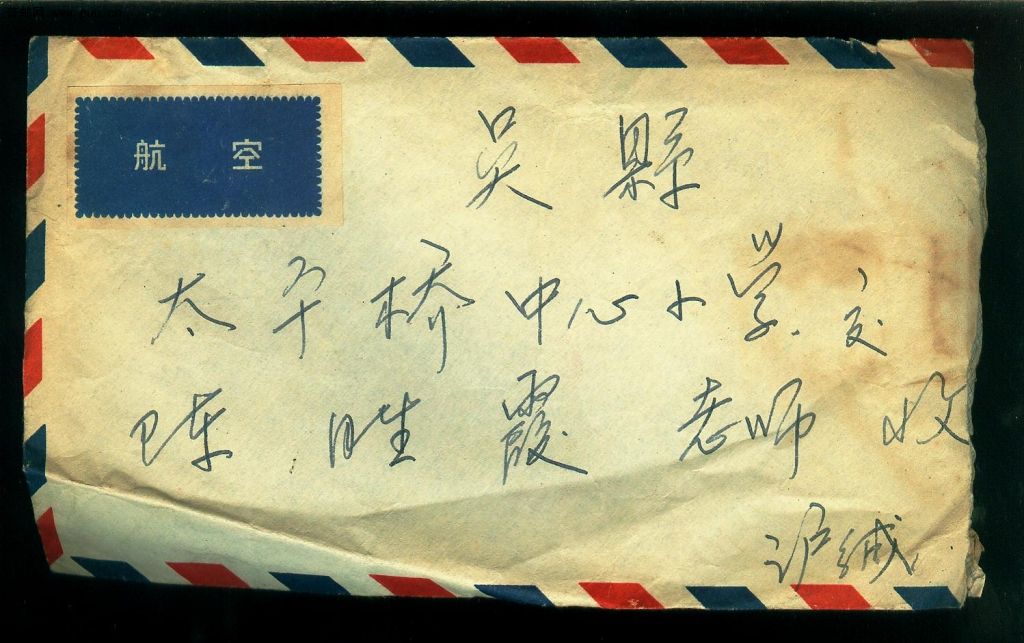 航空
吴縣
太平桥中心小学交
陈胜霞老师收
沪缄